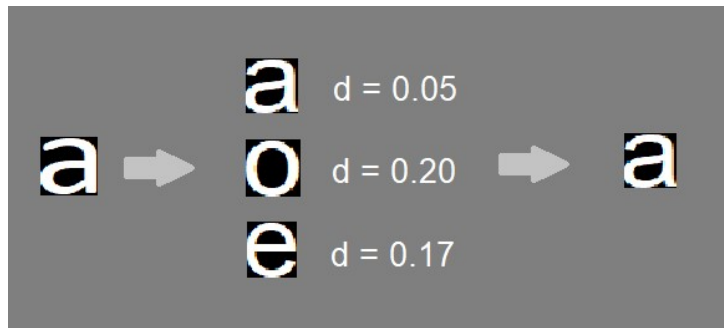 a
a d = 0.05
o d = 0.20
e d = 0.17
a